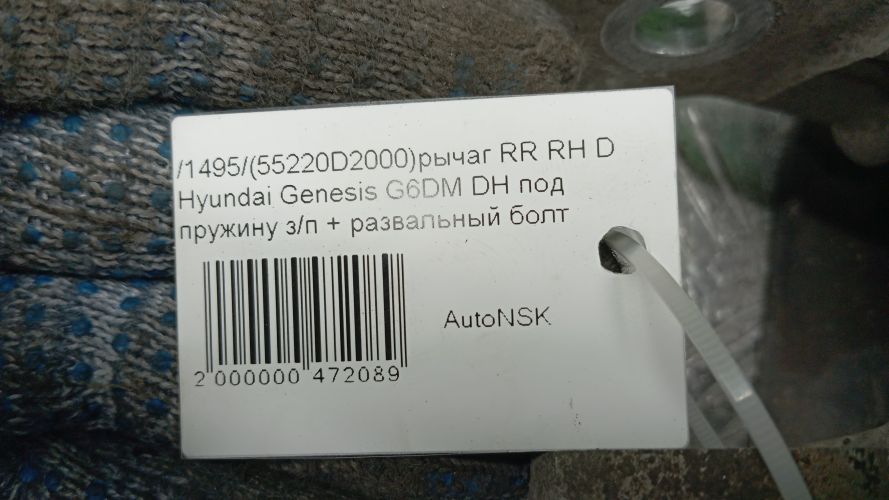 /1495/(55220D2000)рычаг RR RH D
Hyundai Genesis G6DM DH под
пружину з/п + развальный болт
AutoNSK
2 000000 472089